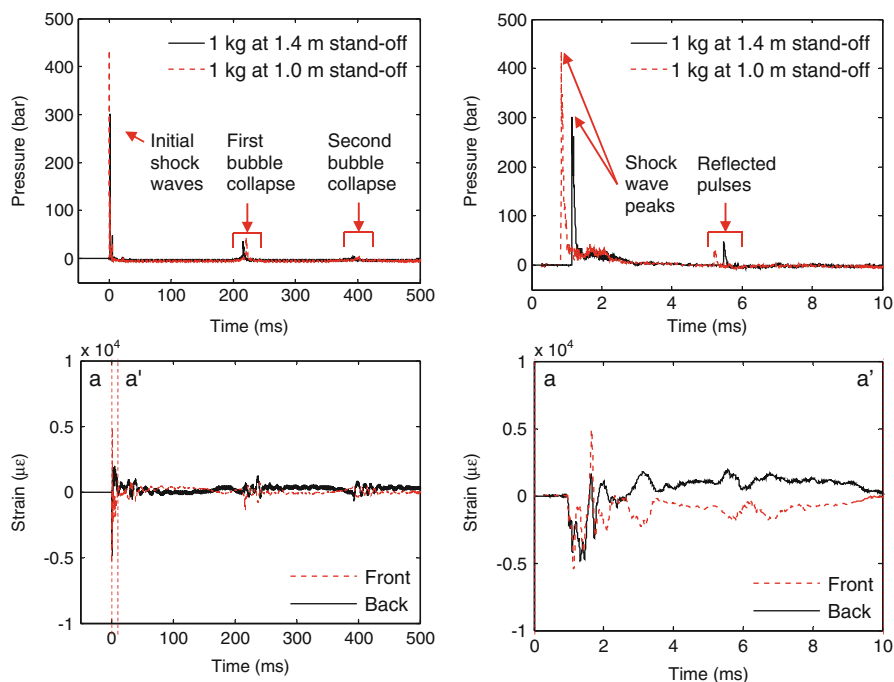 1 kg at 1.4 m stand-off
1 kg at 1.0 m stand-off
Initial
shock
waves
First
bubble
collapse
Second
bubble
collapse
Pressure (bar)
500
400
300
200
100
0
0 100 200 300 400 500
Time (ms)
1 kg at 1.4 m stand-off
1 kg at 1.0 m stand-off
Shock
wave
peaks
Reflected
pulses
Pressure (bar)
500
400
300
200
100
0
0 2 4 6 8 10
Time (ms)
x 10⁴
a a'
Strain (µε)
1
0.5
0
-0.5
-1
Front
Back
0 100 200 300 400 500
Time (ms)
x 10⁴
a a’
Strain (µε)
1
0.5
0
-0.5
-1
Front
Back
0 2 4 6 8 10
Time (ms)